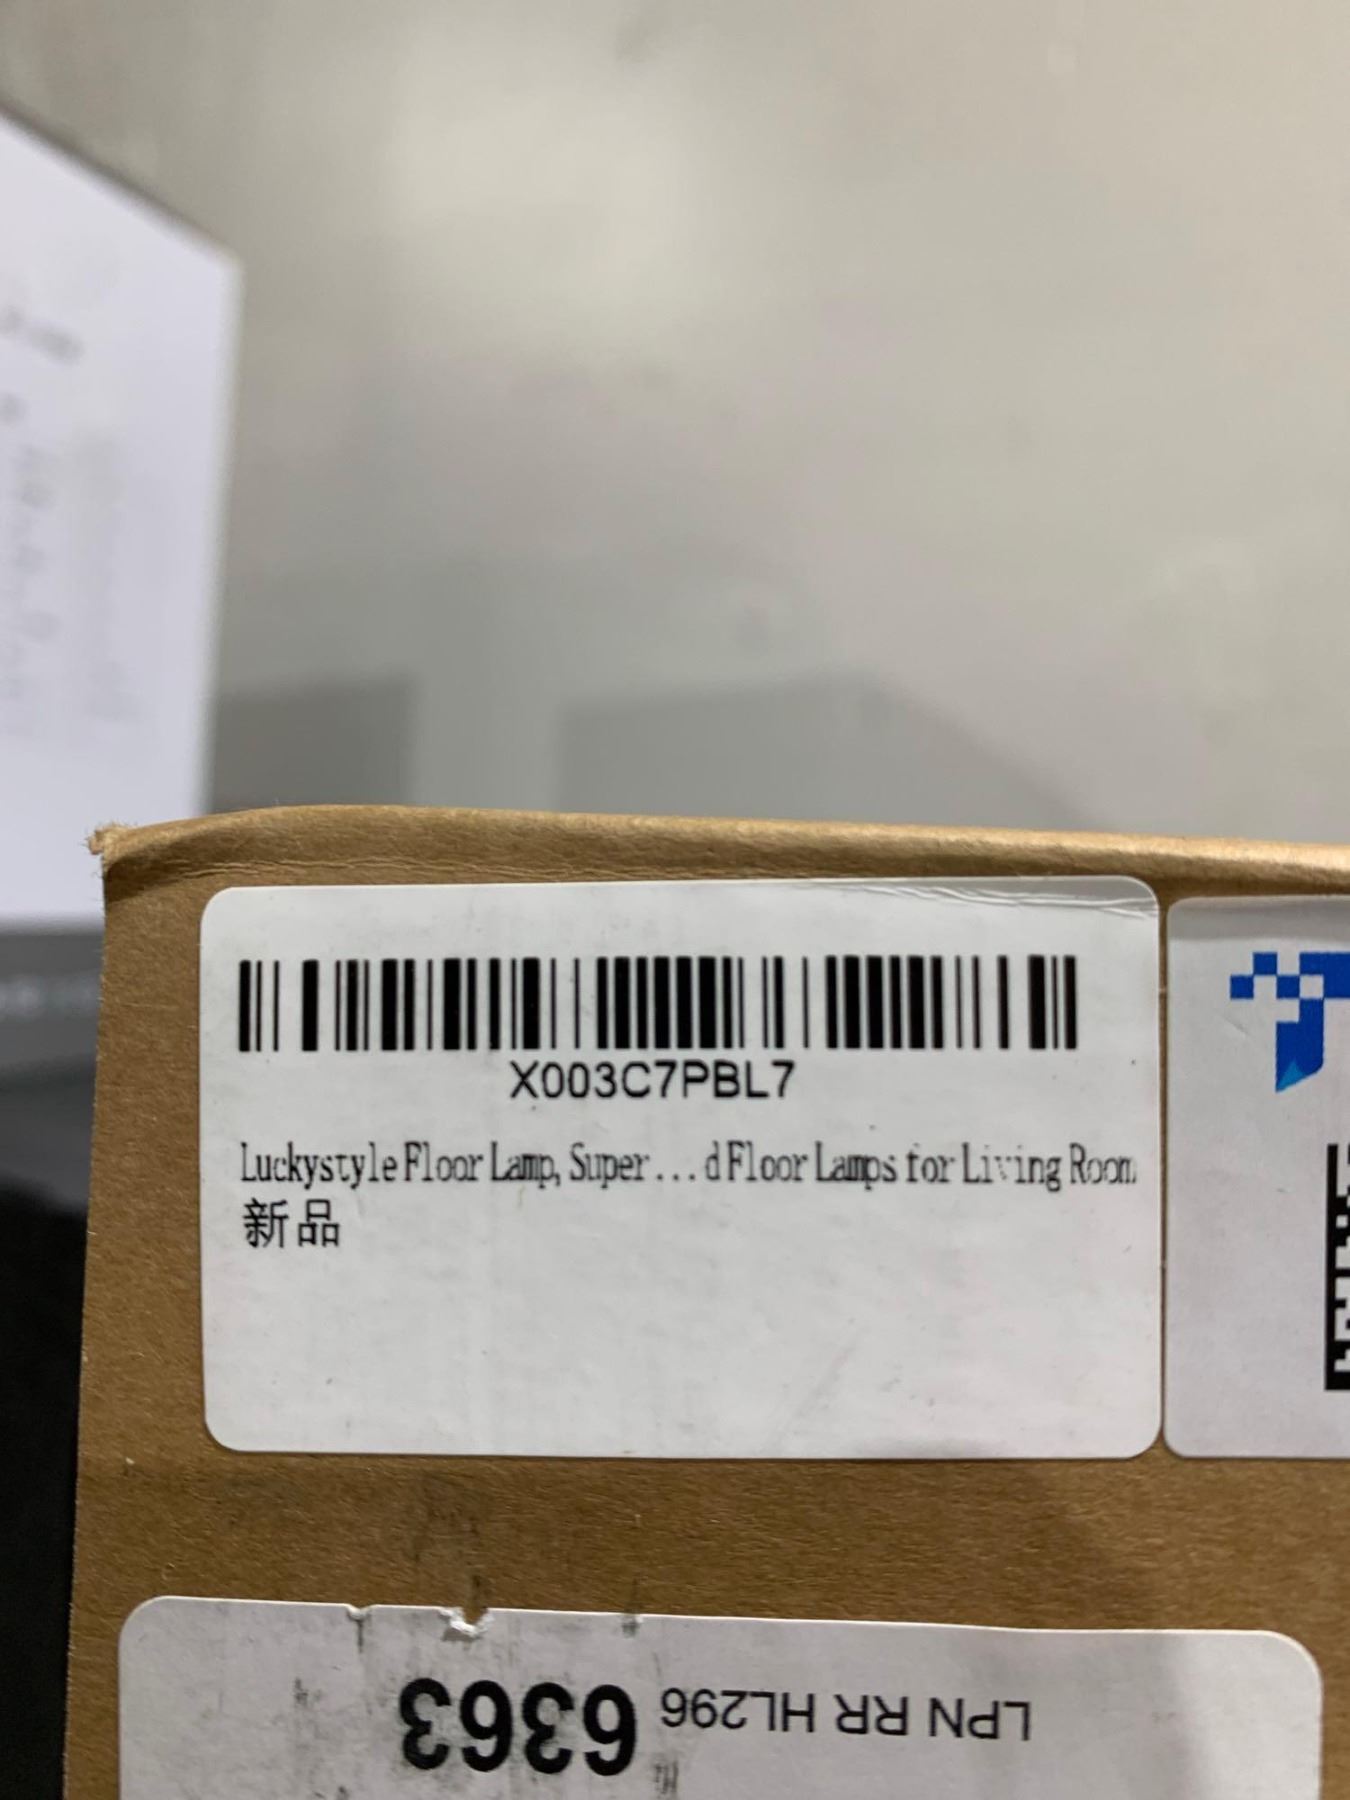 X003C7PBL7
Luckystyle Floor Lamp, Super...d Floor Lamps for Living Room
新品
LPN RR HL296 6363